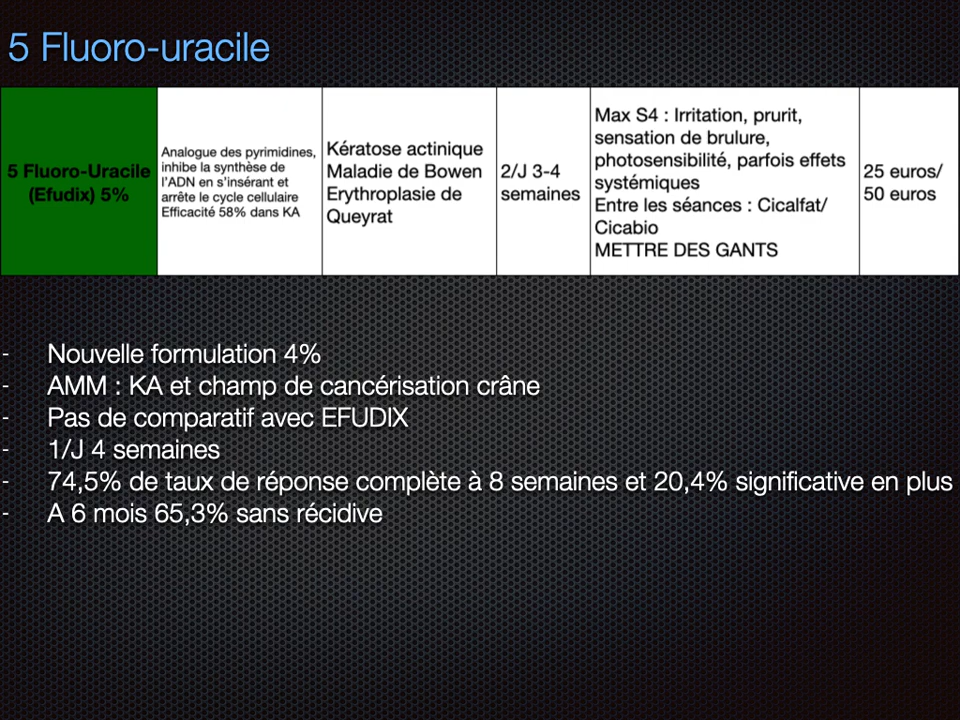 5 Fluoro-uracile
5 Fluoro-Uracile
(Efudix) 5%
Analogue des pyrimidines,
inhibe la synthèse de
l'ADN en s'insérant et
arrête le cycle cellulaire
Efficacité 58% dans KA
Kératose actinique
Maladie de Bowen
Erythroplasie de
Queyrat
2/J 3-4
semaines
Max S4 : Irritation, prurit,
sensation de brulure,
photosensibilité, parfois effets
systémiques
Entre les séances : Cicalfat/
Cicabio
METTRE DES GANTS
25 euros/
50 euros
- Nouvelle formulation 4%
- AMM : KA et champ de cancérisation crâne
- Pas de comparatif avec EFUDIX
- 1/J 4 semaines
- 74,5% de taux de réponse complète à 8 semaines et 20,4% significative en plus
- A 6 mois 65,3% sans récidive